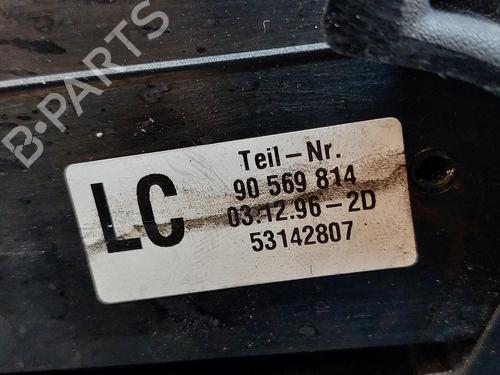 B-PARTS
LC
Teil-Nr.
90 569 814
03.12.96-2D
53142807